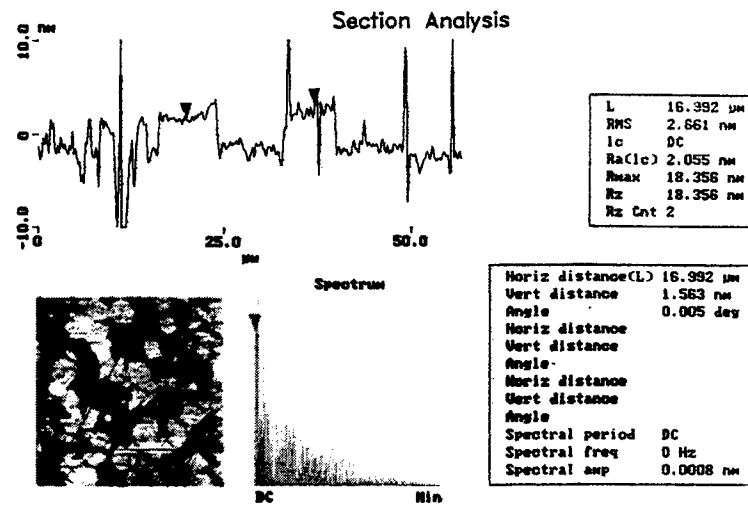 Section Analysis
10.0 nm
0
-10.0
0 25.0 50.0
µm
L 16.992 µm
RMS 2.661 nm
lc DC
Ra(lc) 2.055 nm
Rmax 18.356 nm
Rz 18.356 nm
Rz Cnt 2
Spectrum
DC Min
Horiz distance(L) 16.992 µm
Vert distance 1.563 nm
Angle 0.005 deg
Horiz distance
Vert distance
Angle
Horiz distance
Vert distance
Angle
Spectral period DC
Spectral freq 0 Hz
Spectral amp 0.0008 nm